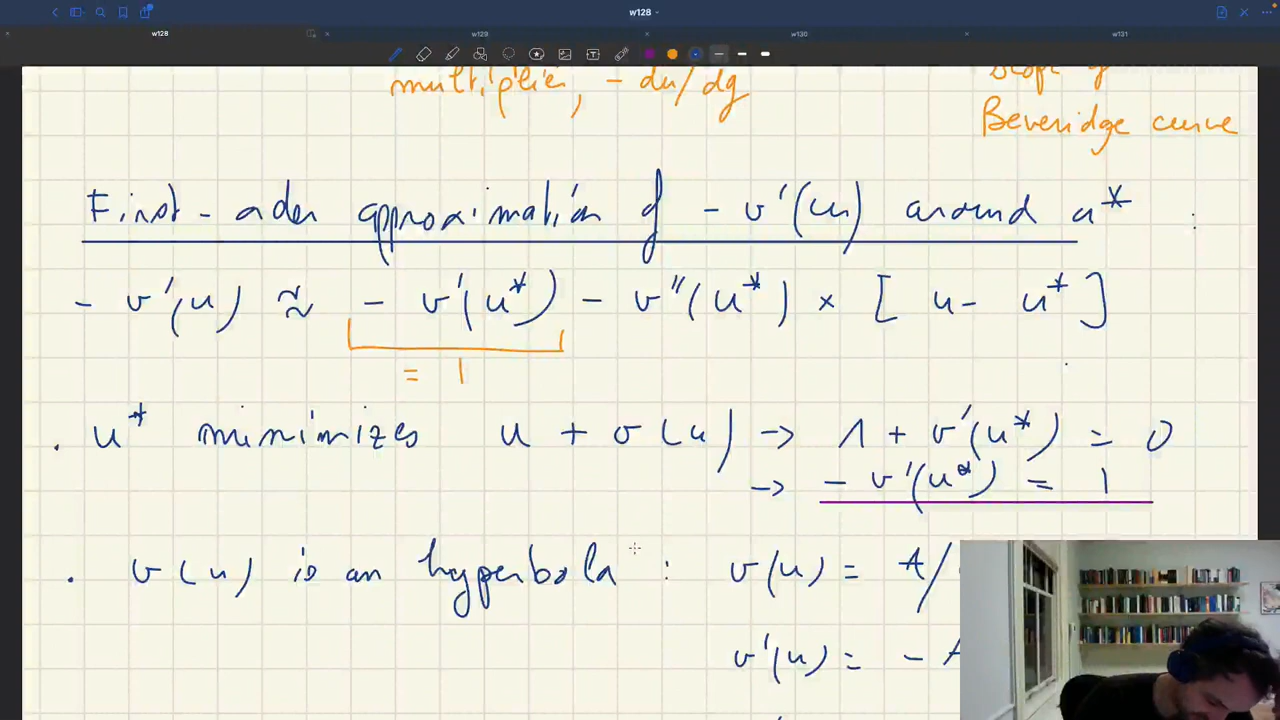 w128
w128
w129
w130
w131
multiplier, - du/dg
Beveridge curve
First-order approximation of - v'(u) around u* :
- v'(u) ≈ - v'(u*) - v''(u*) × [ u - u* ]
= 1
. u* minimizes u + v(u) -> 1 + v'(u*) = 0
-> - v'(u*) = 1
. v(u) is an hyperbola : v(u) = A/
v'(u) = - A